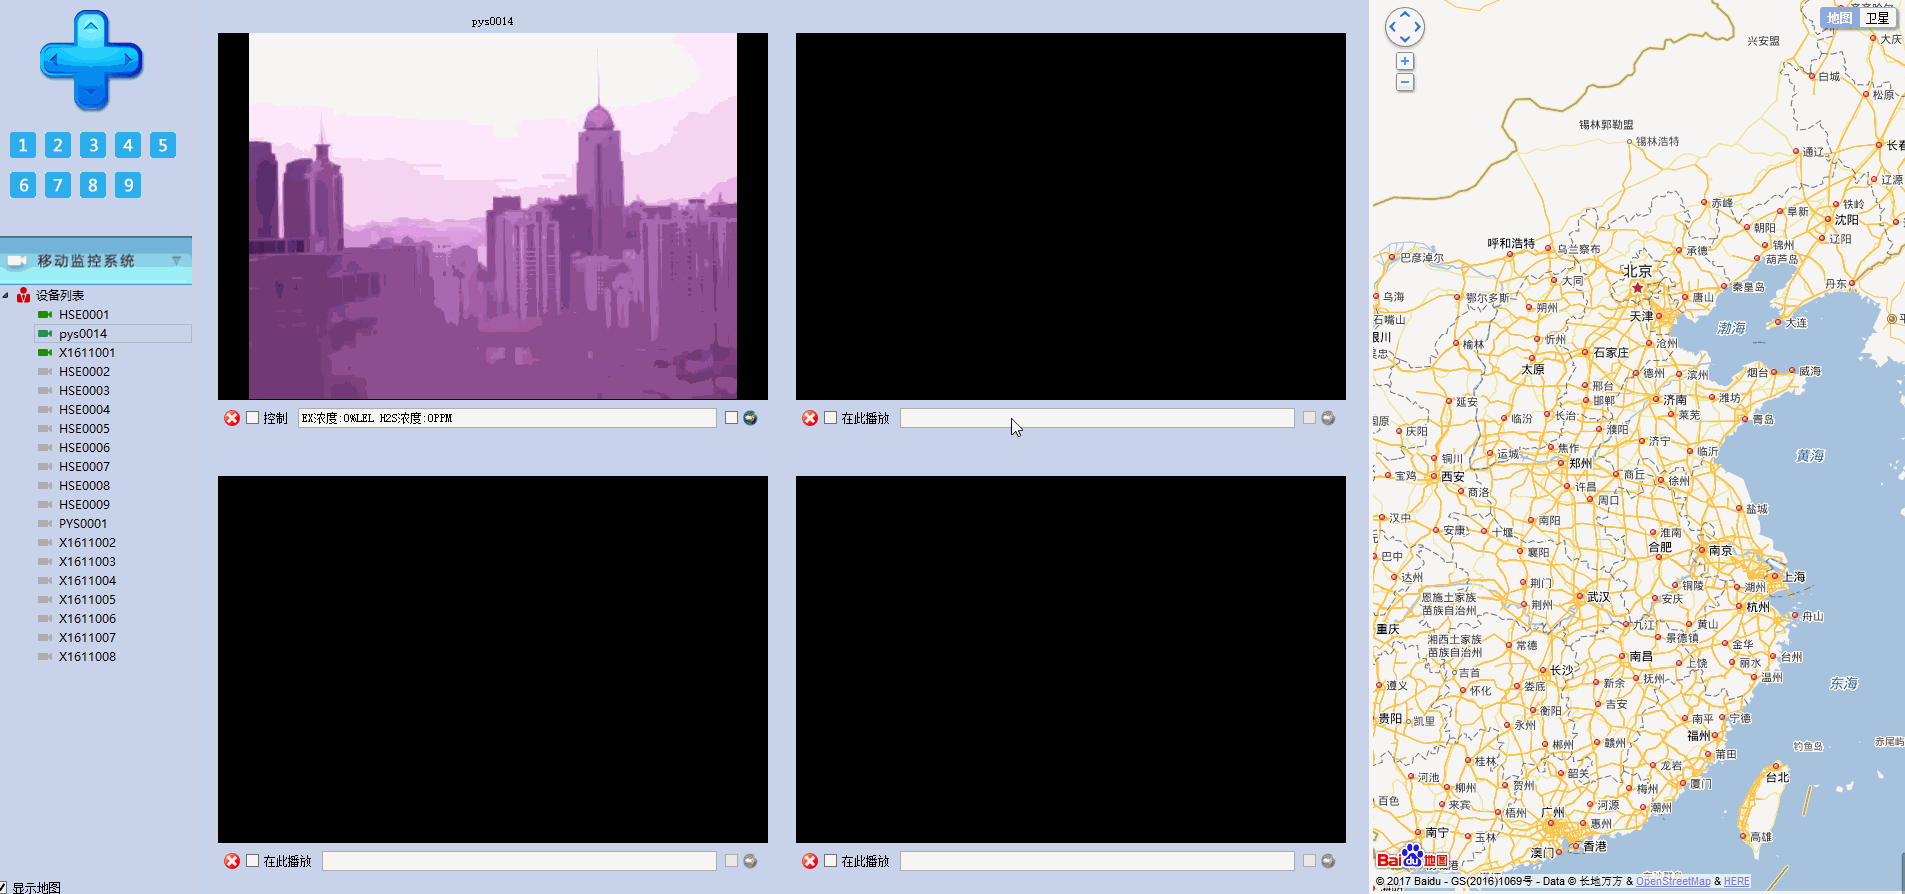 pys0014
1 2 3 4 5
6 7 8 9
移动监控系统
设备列表
HSE0001
pys0014
X1611001
HSE0002
HSE0003
HSE0004
HSE0005
HSE0006
HSE0007
HSE0008
HSE0009
PYS0001
X1611002
X1611003
X1611004
X1611005
X1611006
X1611007
X1611008
显示地图
控制
EX浓度:0%LEL H2S浓度:0PPM
在此播放
在此播放
在此播放
地图 卫星
兴安盟
大庆
白城
松原
锡林郭勒盟
锡林浩特
通辽
长春
辽源
赤峰
阜新
铁岭
沈阳
朝阳
辽阳
锦州
呼和浩特
乌兰察布
承德
葫芦岛
巴彦淖尔
北京
大同
秦皇岛
丹东
乌海
鄂尔多斯
唐山
朔州
石嘴山
天津
渤海
大连
银川
忻州
沧州
榆林
石家庄
太原
德州
滨州
烟台
威海
邢台
延安
邯郸
济南
潍坊
临汾
长治
莱芜
青岛
庆阳
濮阳
济宁
铜川
运城
焦作
临沂
黄海
郑州
宝鸡
西安
商丘
徐州
商洛
许昌
周口
盐城
汉中
安康
十堰
南阳
淮南
合肥
南京
巴中
襄阳
达州
荆门
铜陵
湖州
上海
恩施土家族
苗族自治州
荆州
武汉
安庆
杭州
舟山
重庆
九江
黄山
湘西土家族
苗族自治州
常德
景德镇
金华
南昌
上饶
丽水
台州
吉首
长沙
温州
遵义
怀化
娄底
新余
抚州
东海
贵阳
凯里
衡阳
吉安
永州
南平
宁德
福州
郴州
赣州
莆田
钓鱼岛
赤尾屿
桂林
龙岩
河池
韶关
厦门
台北
柳州
贺州
梅州
百色
来宾
梧州
河源
潮州
广州
惠州
南宁
玉林
高雄
澳门
香港
Bai du 地图
© 2017 Baidu - GS(2016)1069号 - Data © 长地万方 & OpenStreetMap & HERE